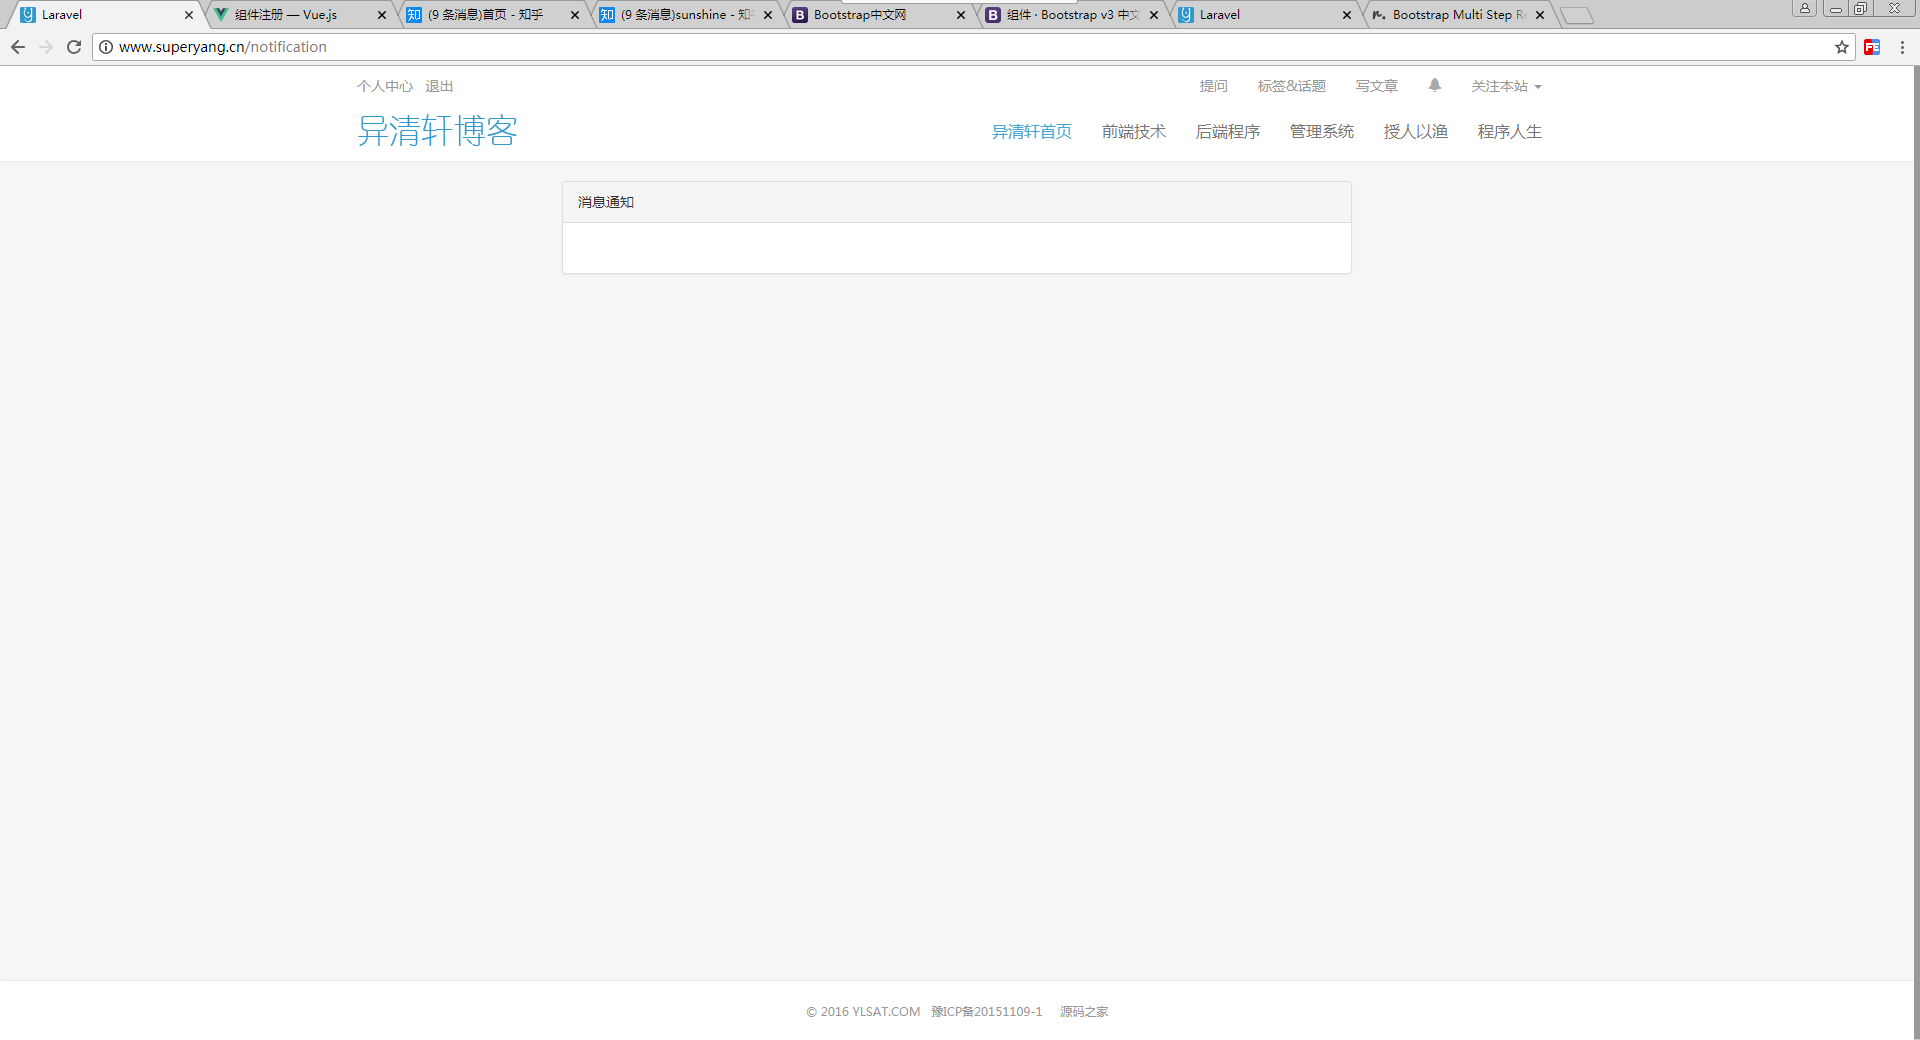 Laravel
组件注册 — Vue.js
(9 条消息)首页 - 知乎
(9 条消息)sunshine - 知
Bootstrap中文网
组件 · Bootstrap v3 中文
Laravel
Bootstrap Multi Step R
www.superyang.cn/notification
个人中心 退出
提问 标签&话题 写文章 关注本站
异清轩博客
异清轩首页 前端技术 后端程序 管理系统 授人以渔 程序人生
消息通知
© 2016 YLSAT.COM 豫ICP备20151109-1 源码之家